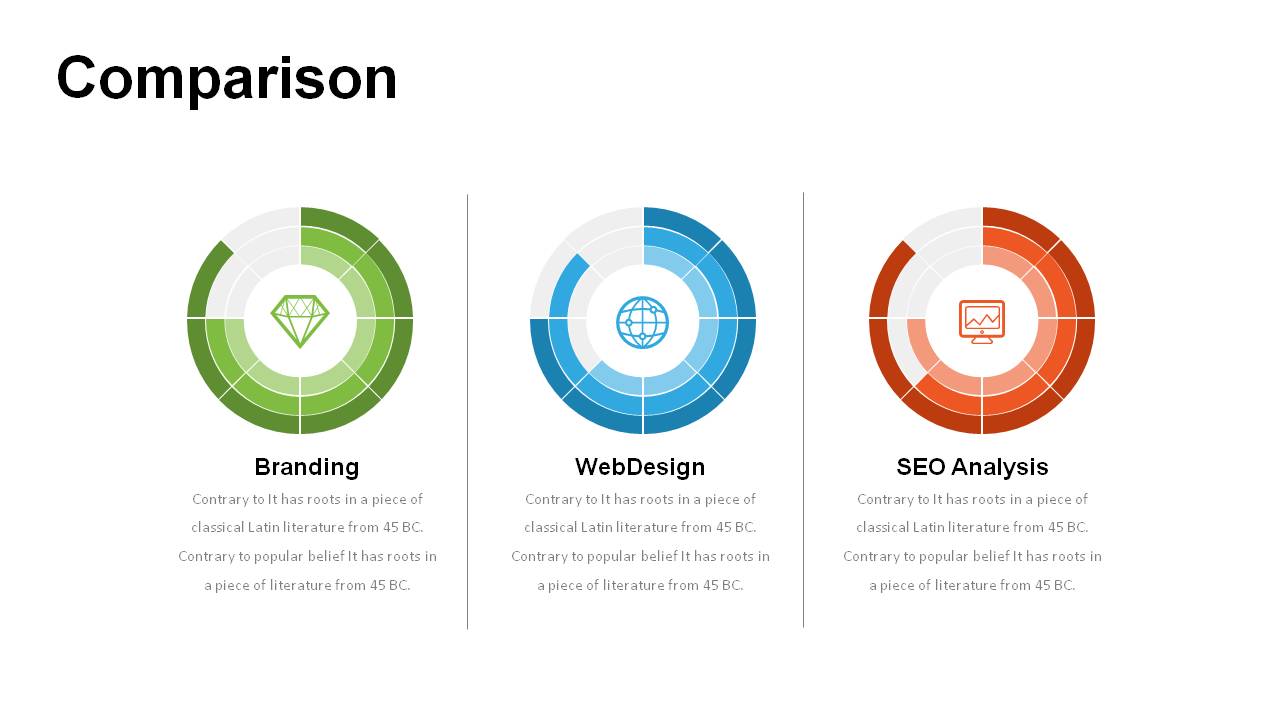 Comparison
Branding
Contrary to It has roots in a piece of
classical Latin literature from 45 BC.
Contrary to popular belief It has roots in
a piece of literature from 45 BC.
WebDesign
Contrary to It has roots in a piece of
classical Latin literature from 45 BC.
Contrary to popular belief It has roots in
a piece of literature from 45 BC.
SEO Analysis
Contrary to It has roots in a piece of
classical Latin literature from 45 BC.
Contrary to popular belief It has roots in
a piece of literature from 45 BC.